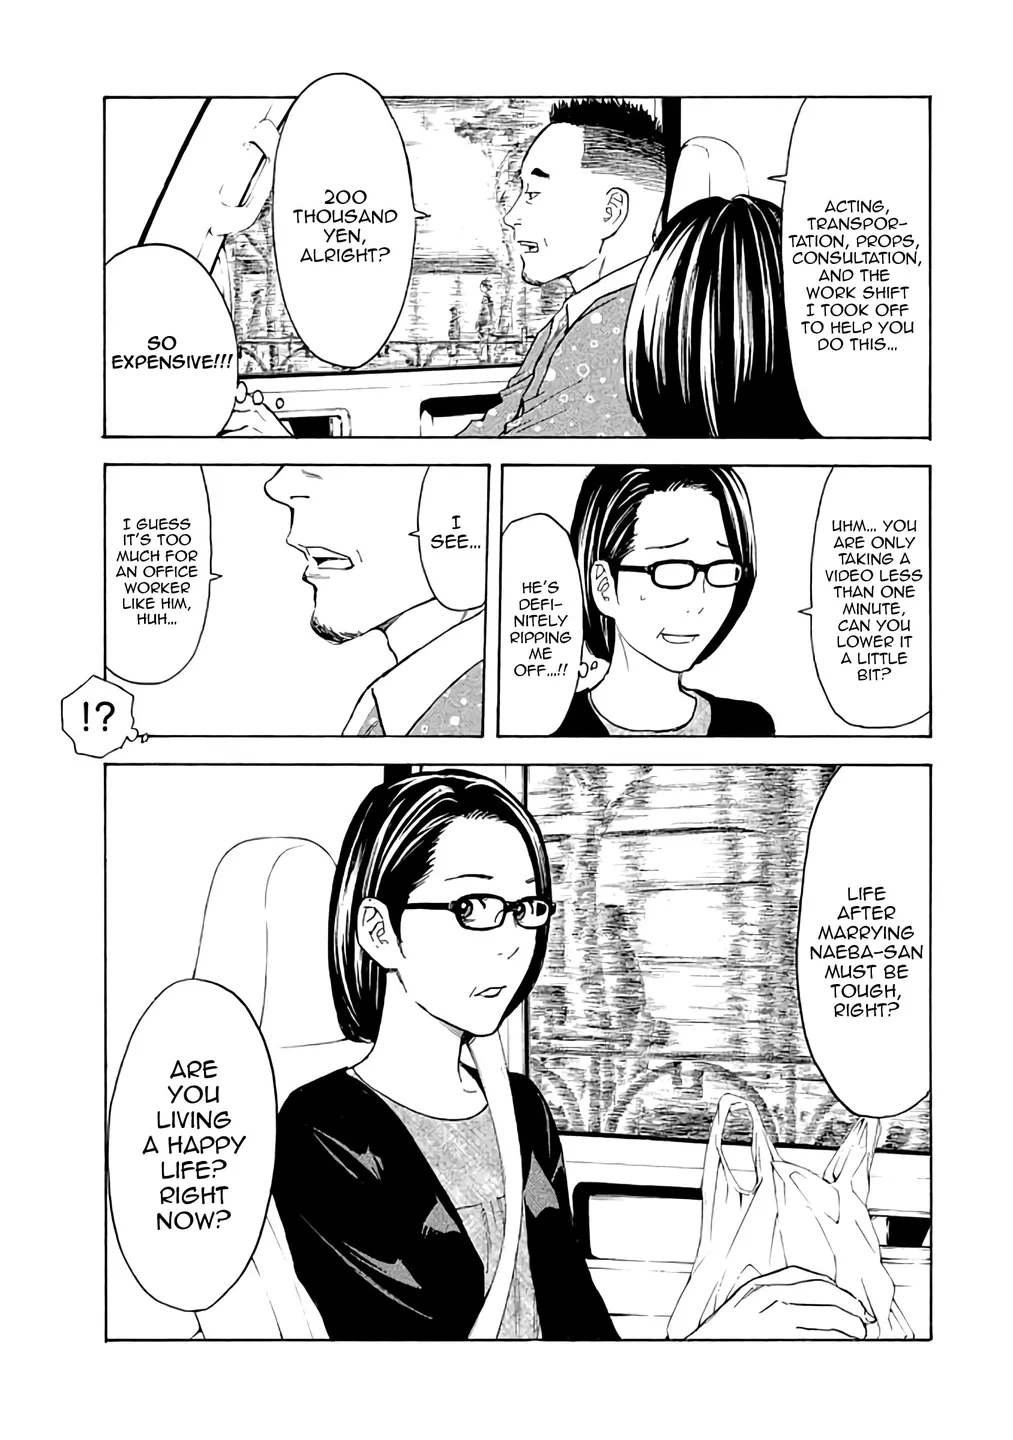 ACTING,
TRANSPOR-
TATION, PROPS,
CONSULTATION,
AND THE
WORK SHIFT
I TOOK OFF
TO HELP YOU
DO THIS...
200
THOUSAND
YEN,
ALRIGHT?
SO
EXPENSIVE!!!
UHM... YOU
ARE ONLY
TAKING A
VIDEO LESS
THAN ONE
MINUTE,
CAN YOU
LOWER IT
A LITTLE
BIT?
HE'S
DEFI-
NITELY
RIPPING
ME
OFF...!!
I
SEE...
I GUESS
IT'S TOO
MUCH FOR
AN OFFICE
WORKER
LIKE HIM,
HUH...
!?
LIFE
AFTER
MARRYING
NAEBA-SAN
MUST BE
TOUGH,
RIGHT?
ARE
YOU
LIVING
A HAPPY
LIFE?
RIGHT
NOW?